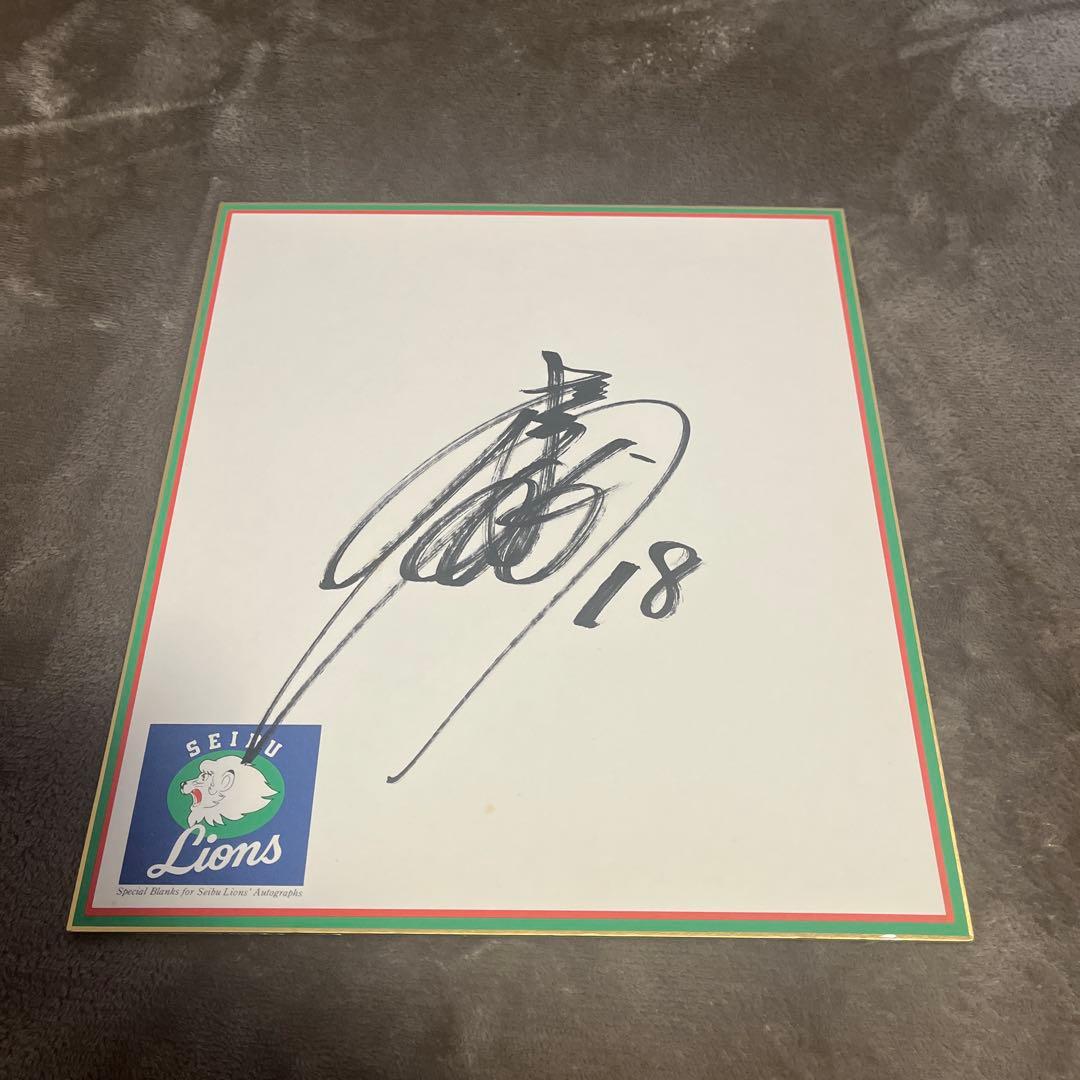 18
SEIBU
Lions
Special Blanks for Seibu Lions' Autographs